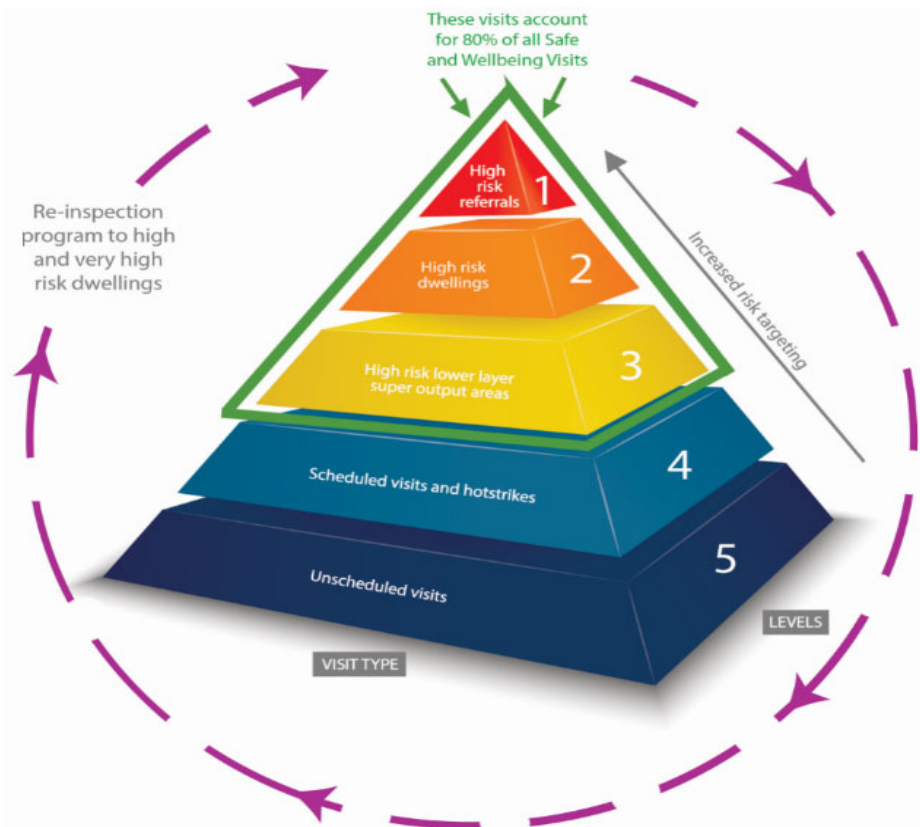 These visits account
for 80% of all Safe
and Wellbeing Visits
Re-inspection
program to high
and very high
risk dwellings
High
risk
referrals
1
High risk
dwellings
2
High risk lower layer
super output areas
3
Scheduled visits and hotstrikes
4
Unscheduled visits
5
Increased risk targeting
LEVELS
VISIT TYPE